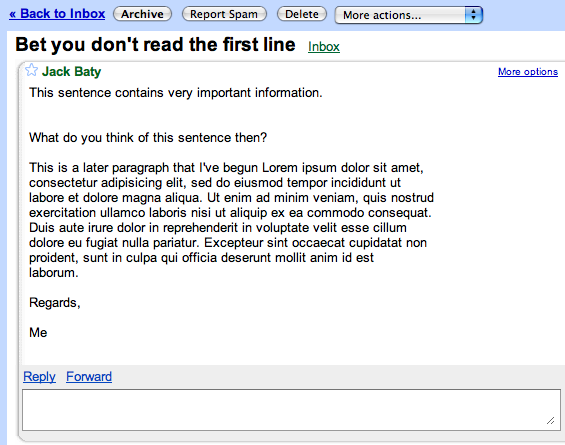 « Back to Inbox Archive Report Spam Delete More actions...
Bet you don't read the first line Inbox
Jack Baty More options
This sentence contains very important information.
What do you think of this sentence then?
This is a later paragraph that I've begun Lorem ipsum dolor sit amet,
consectetur adipisicing elit, sed do eiusmod tempor incididunt ut
labore et dolore magna aliqua. Ut enim ad minim veniam, quis nostrud
exercitation ullamco laboris nisi ut aliquip ex ea commodo consequat.
Duis aute irure dolor in reprehenderit in voluptate velit esse cillum
dolore eu fugiat nulla pariatur. Excepteur sint occaecat cupidatat non
proident, sunt in culpa qui officia deserunt mollit anim id est
laborum.
Regards,
Me
Reply Forward